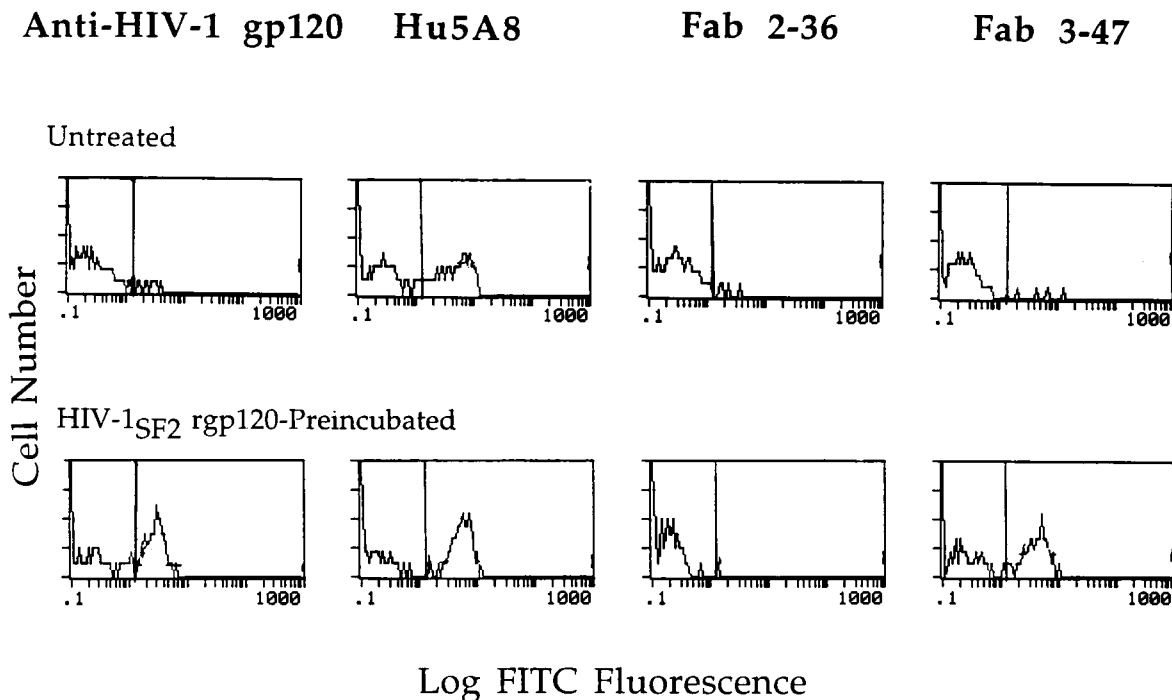 Anti-HIV-1 gp120 Hu5A8 Fab 2-36 Fab 3-47
Untreated
.1 1000 .1 1000 .1 1000 .1 1000
Cell Number
HIV-1SF2 rgp120-Preincubated
.1 1000 .1 1000 .1 1000 .1 1000
Log FITC Fluorescence